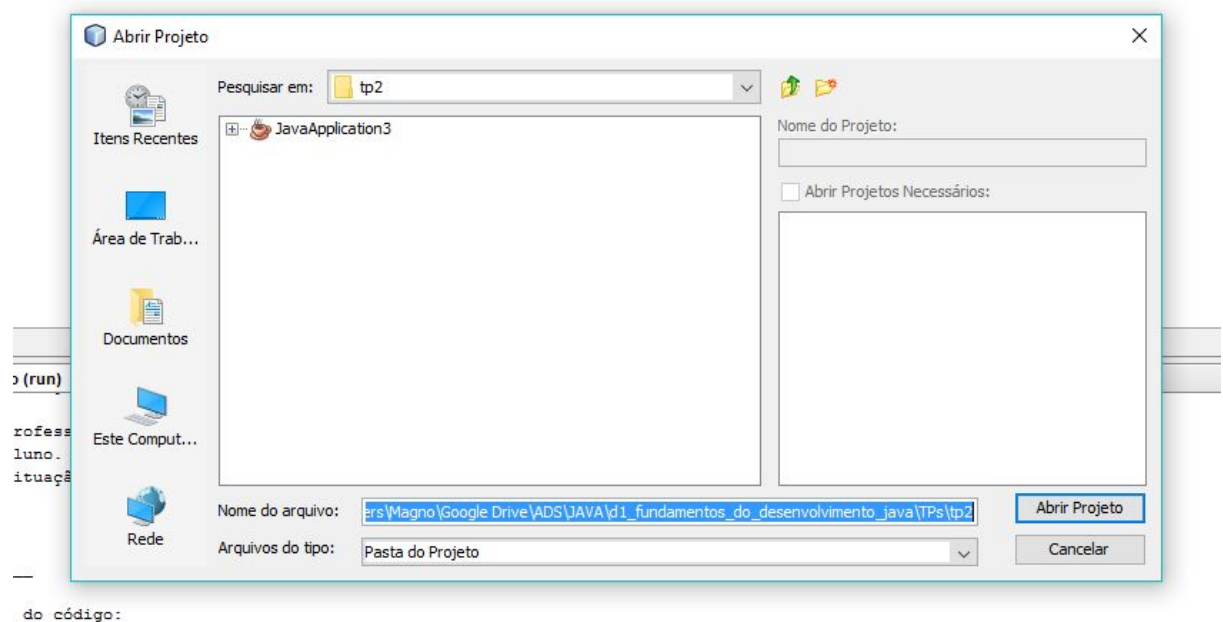 Abrir Projeto
Pesquisar em: tp2
Itens Recentes
Área de Trab...
Documentos
Este Comput...
Rede
JavaApplication3
Nome do Projeto:
Abrir Projetos Necessários:
Nome do arquivo: ers\Magno\Google Drive\ADS\JAVA\d1_fundamentos_do_desenvolvimento_java\TPs\tp2
Abrir Projeto
Arquivos do tipo: Pasta do Projeto
Cancelar
o (run)
rofess
luno.
ituaçã
do código: